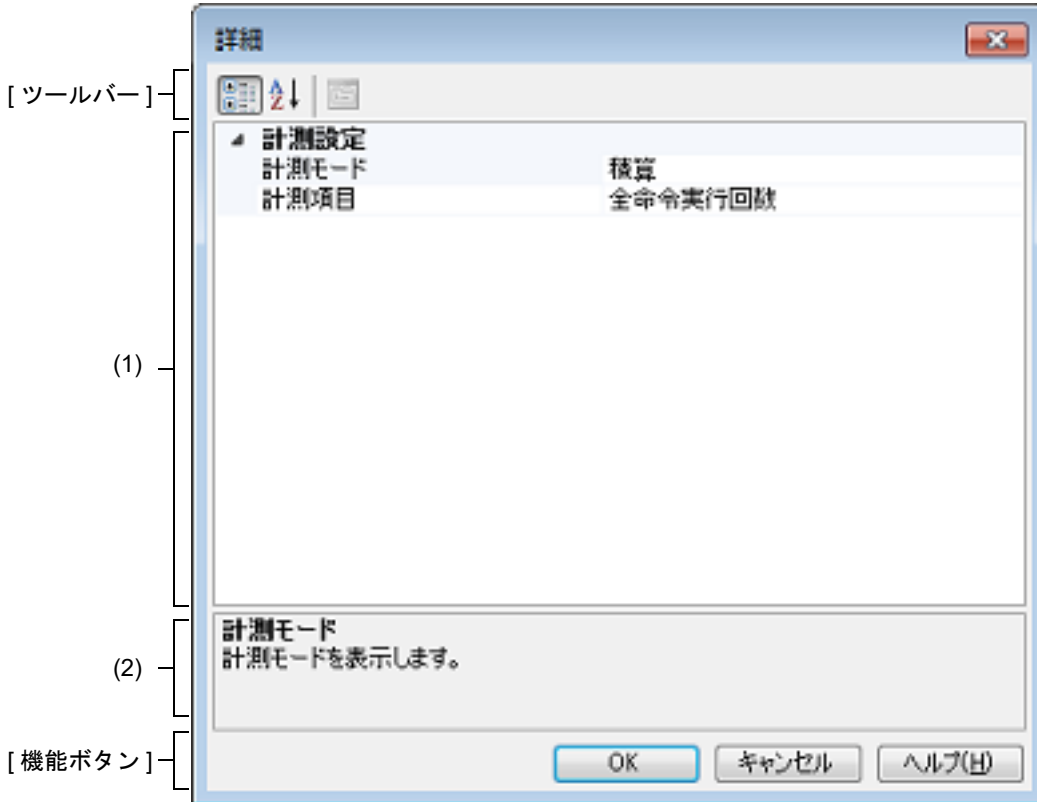 詳細
[ ツールバー ]
計測設定
計測モード 積算
計測項目 全命令実行回数
(1)
計測モード
計測モードを表示します。
(2)
[ 機能ボタン ]
OK キャンセル ヘルプ(H)